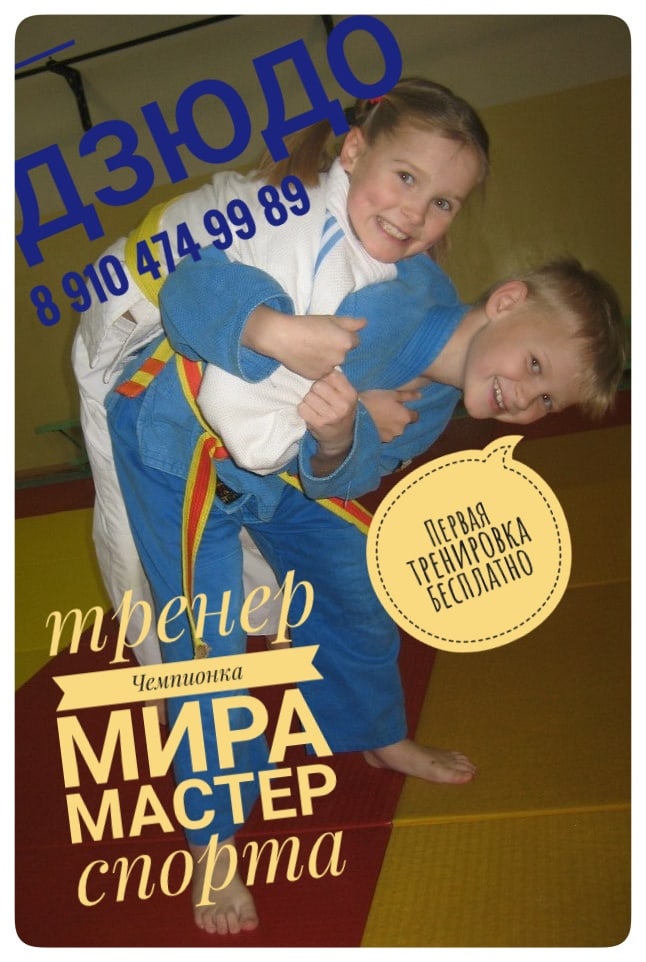 ДЗЮДО
8 910 474 99 89
Первая
тренировка
бесплатно
тренер
Чемпионка
МИРА
МАСТЕР
спорта